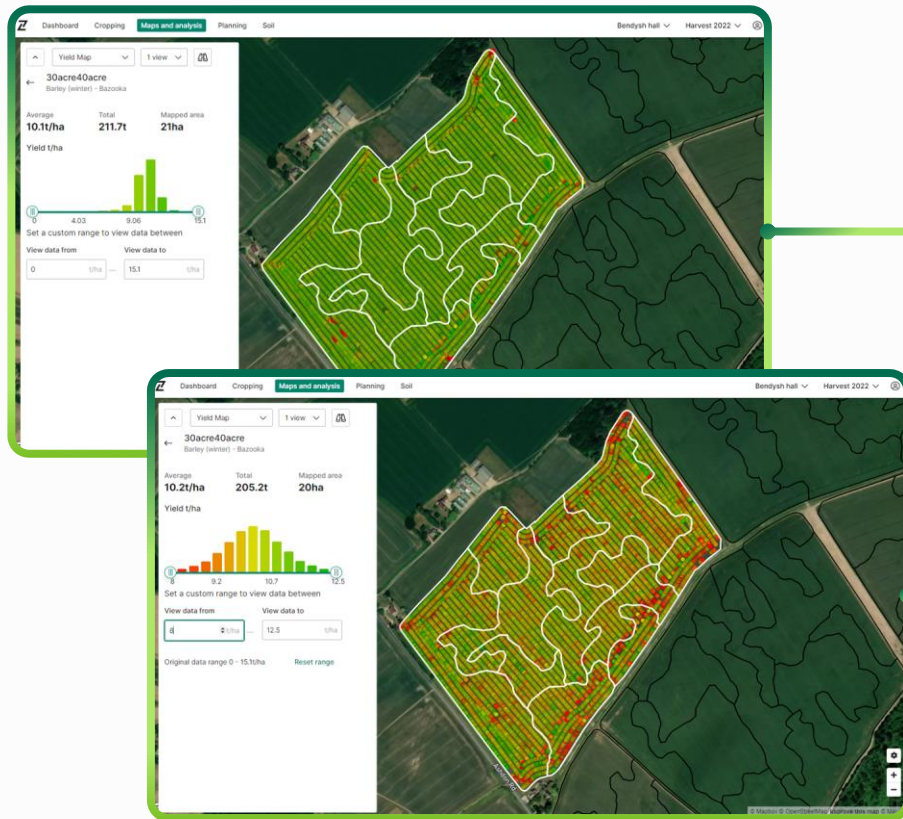 Dashboard Cropping Maps and analysis Planning Soil Bendysh hall Harvest 2022
Yield Map 1 view
30acre40acre
Barley (winter) - Bazooka
Average Total Mapped area
10.1t/ha 211.7t 21ha
Yield t/ha
0 4.03 9.06 15.1
Set a custom range to view data between
View data from View data to
0 t/ha ... 15.1 t/ha
Dashboard Cropping Maps and analysis Planning Soil Bendysh hall Harvest 2022
Yield Map 1 view
30acre40acre
Barley (winter) - Bazooka
Average Total Mapped area
10.2t/ha 205.2t 20ha
Yield t/ha
8 9.2 10.7 12.5
Set a custom range to view data between
View data from View data to
8 t/ha ... 12.5 t/ha
Original data range 0 - 15.1t/ha Reset range
© Mapbox © OpenStreetMap Improve this map